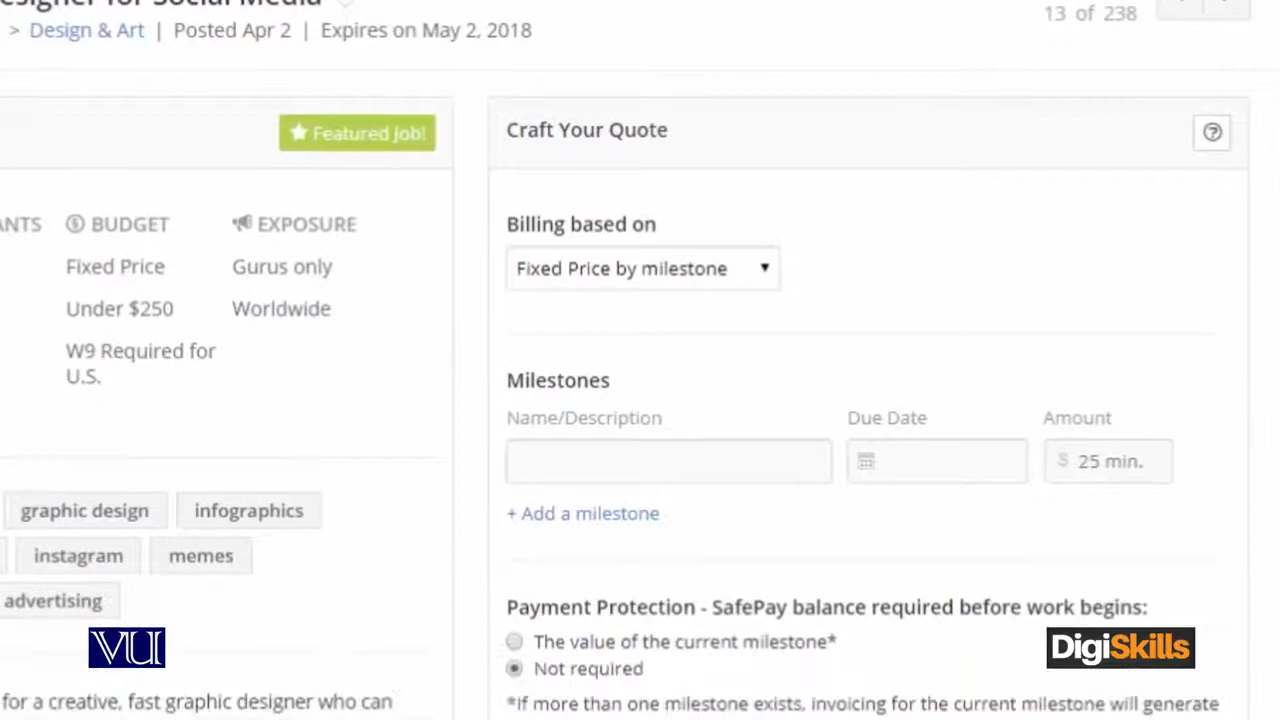 esigner for Social Media
13 of 238
> Design & Art | Posted Apr 2 | Expires on May 2, 2018
Featured Job!
ANTS
BUDGET
EXPOSURE
Fixed Price
Gurus only
Under $250
Worldwide
W9 Required for
U.S.
graphic design
infographics
instagram
memes
advertising
for a creative, fast graphic designer who can
Craft Your Quote
Billing based on
Fixed Price by milestone
Milestones
Name/Description
Due Date
Amount
$ 25 min.
+ Add a milestone
Payment Protection - SafePay balance required before work begins:
The value of the current milestone*
Not required
*If more than one milestone exists, invoicing for the current milestone will generate
VU
DigiSkills